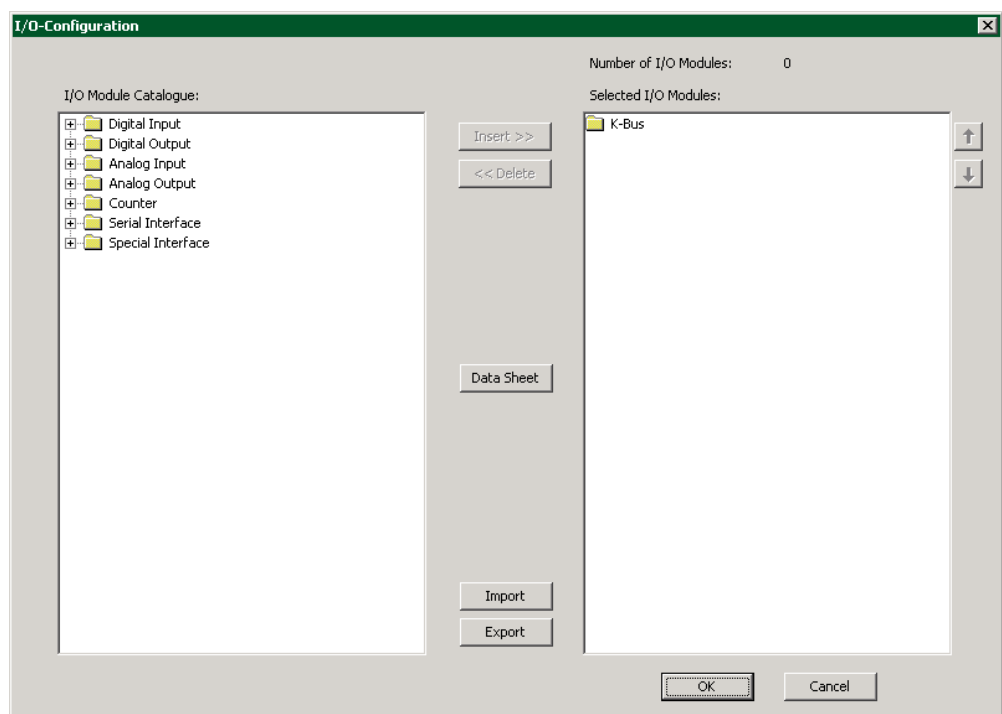 I/O-Configuration
Number of I/O Modules: 0
I/O Module Catalogue:
Selected I/O Modules:
Digital Input
Digital Output
Analog Input
Analog Output
Counter
Serial Interface
Special Interface
Insert >>
<< Delete
Data Sheet
Import
Export
K-Bus
OK
Cancel